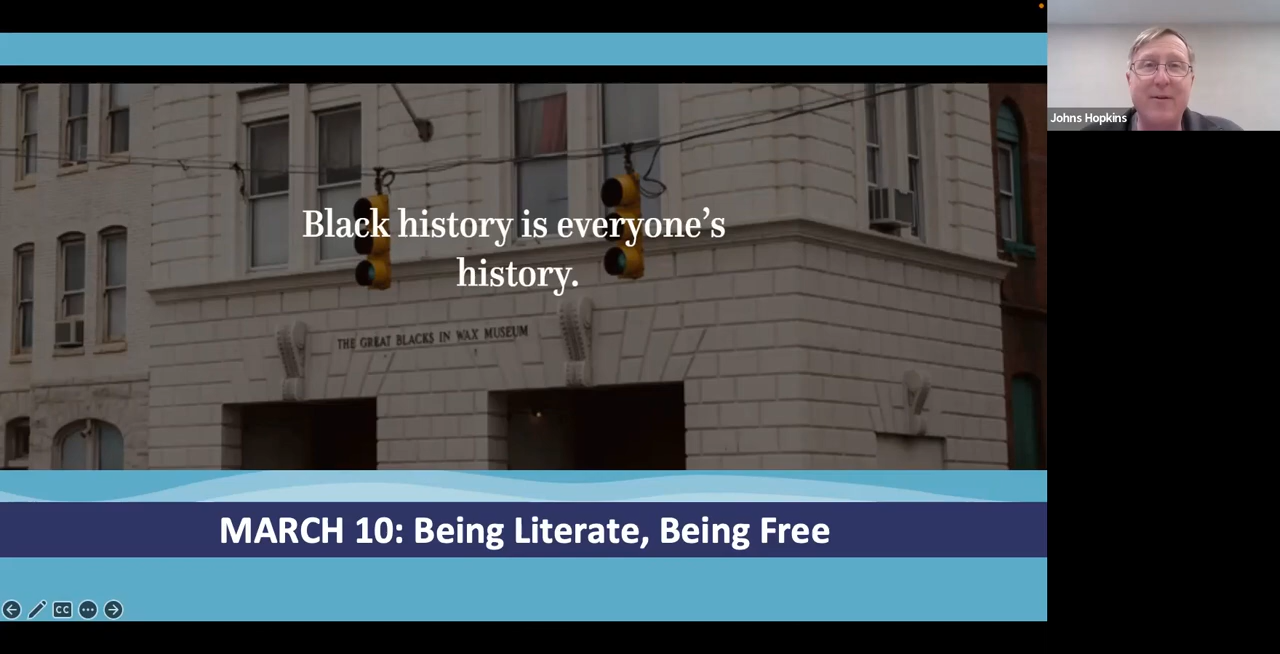 Johns Hopkins
Black history is everyone’s
history.
THE GREAT BLACKS IN WAX MUSEUM
MARCH 10: Being Literate, Being Free
CC